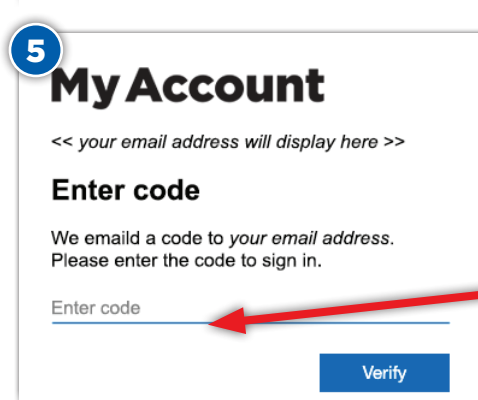 5
My Account
<< your email address will display here >>
Enter code
We emaild a code to your email address.
Please enter the code to sign in.
Enter code
Verify